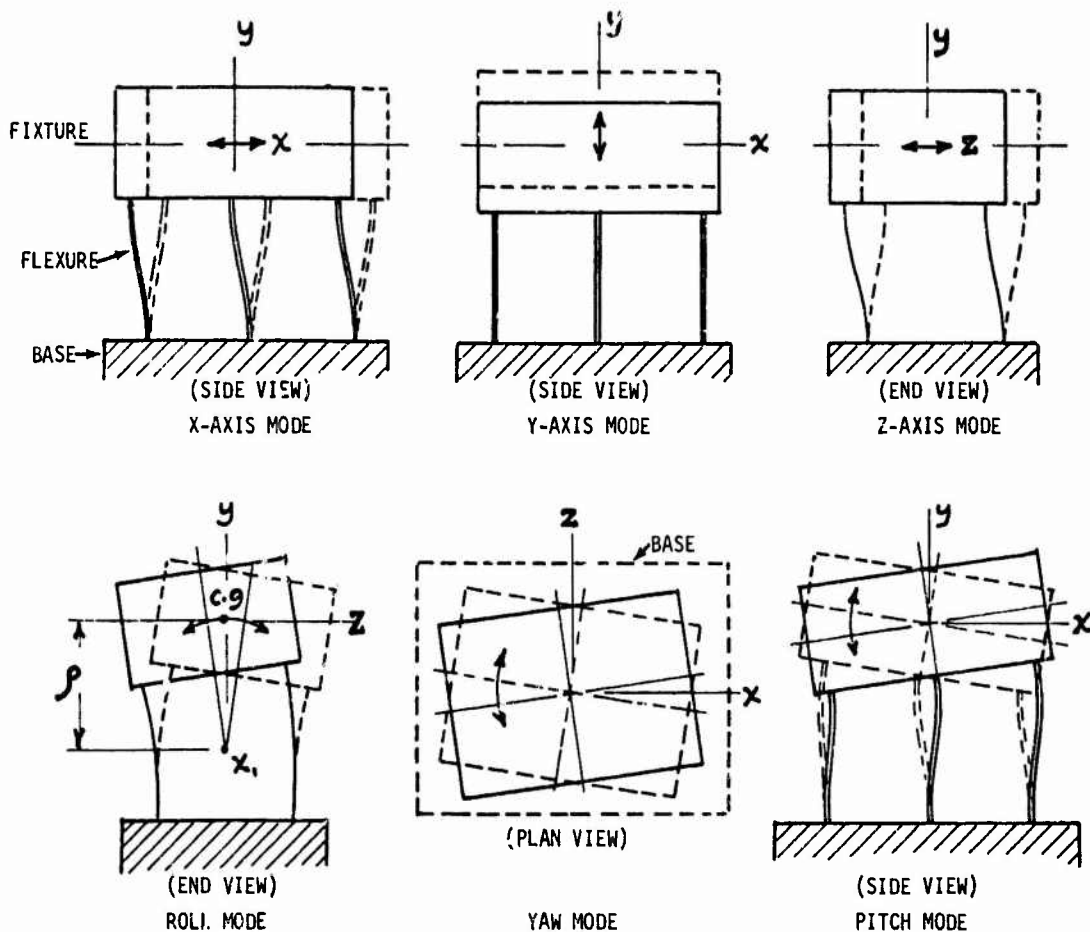 y
FIXTURE
x
FLEXURE
BASE
(SIDE VIEW)
X-AXIS MODE
y
x
(SIDE VIEW)
Y-AXIS MODE
y
z
(END VIEW)
Z-AXIS MODE
y
c.g
z
ρ
x₁
(END VIEW)
ROLL MODE
z
BASE
x
(PLAN VIEW)
YAW MODE
y
x
(SIDE VIEW)
PITCH MODE